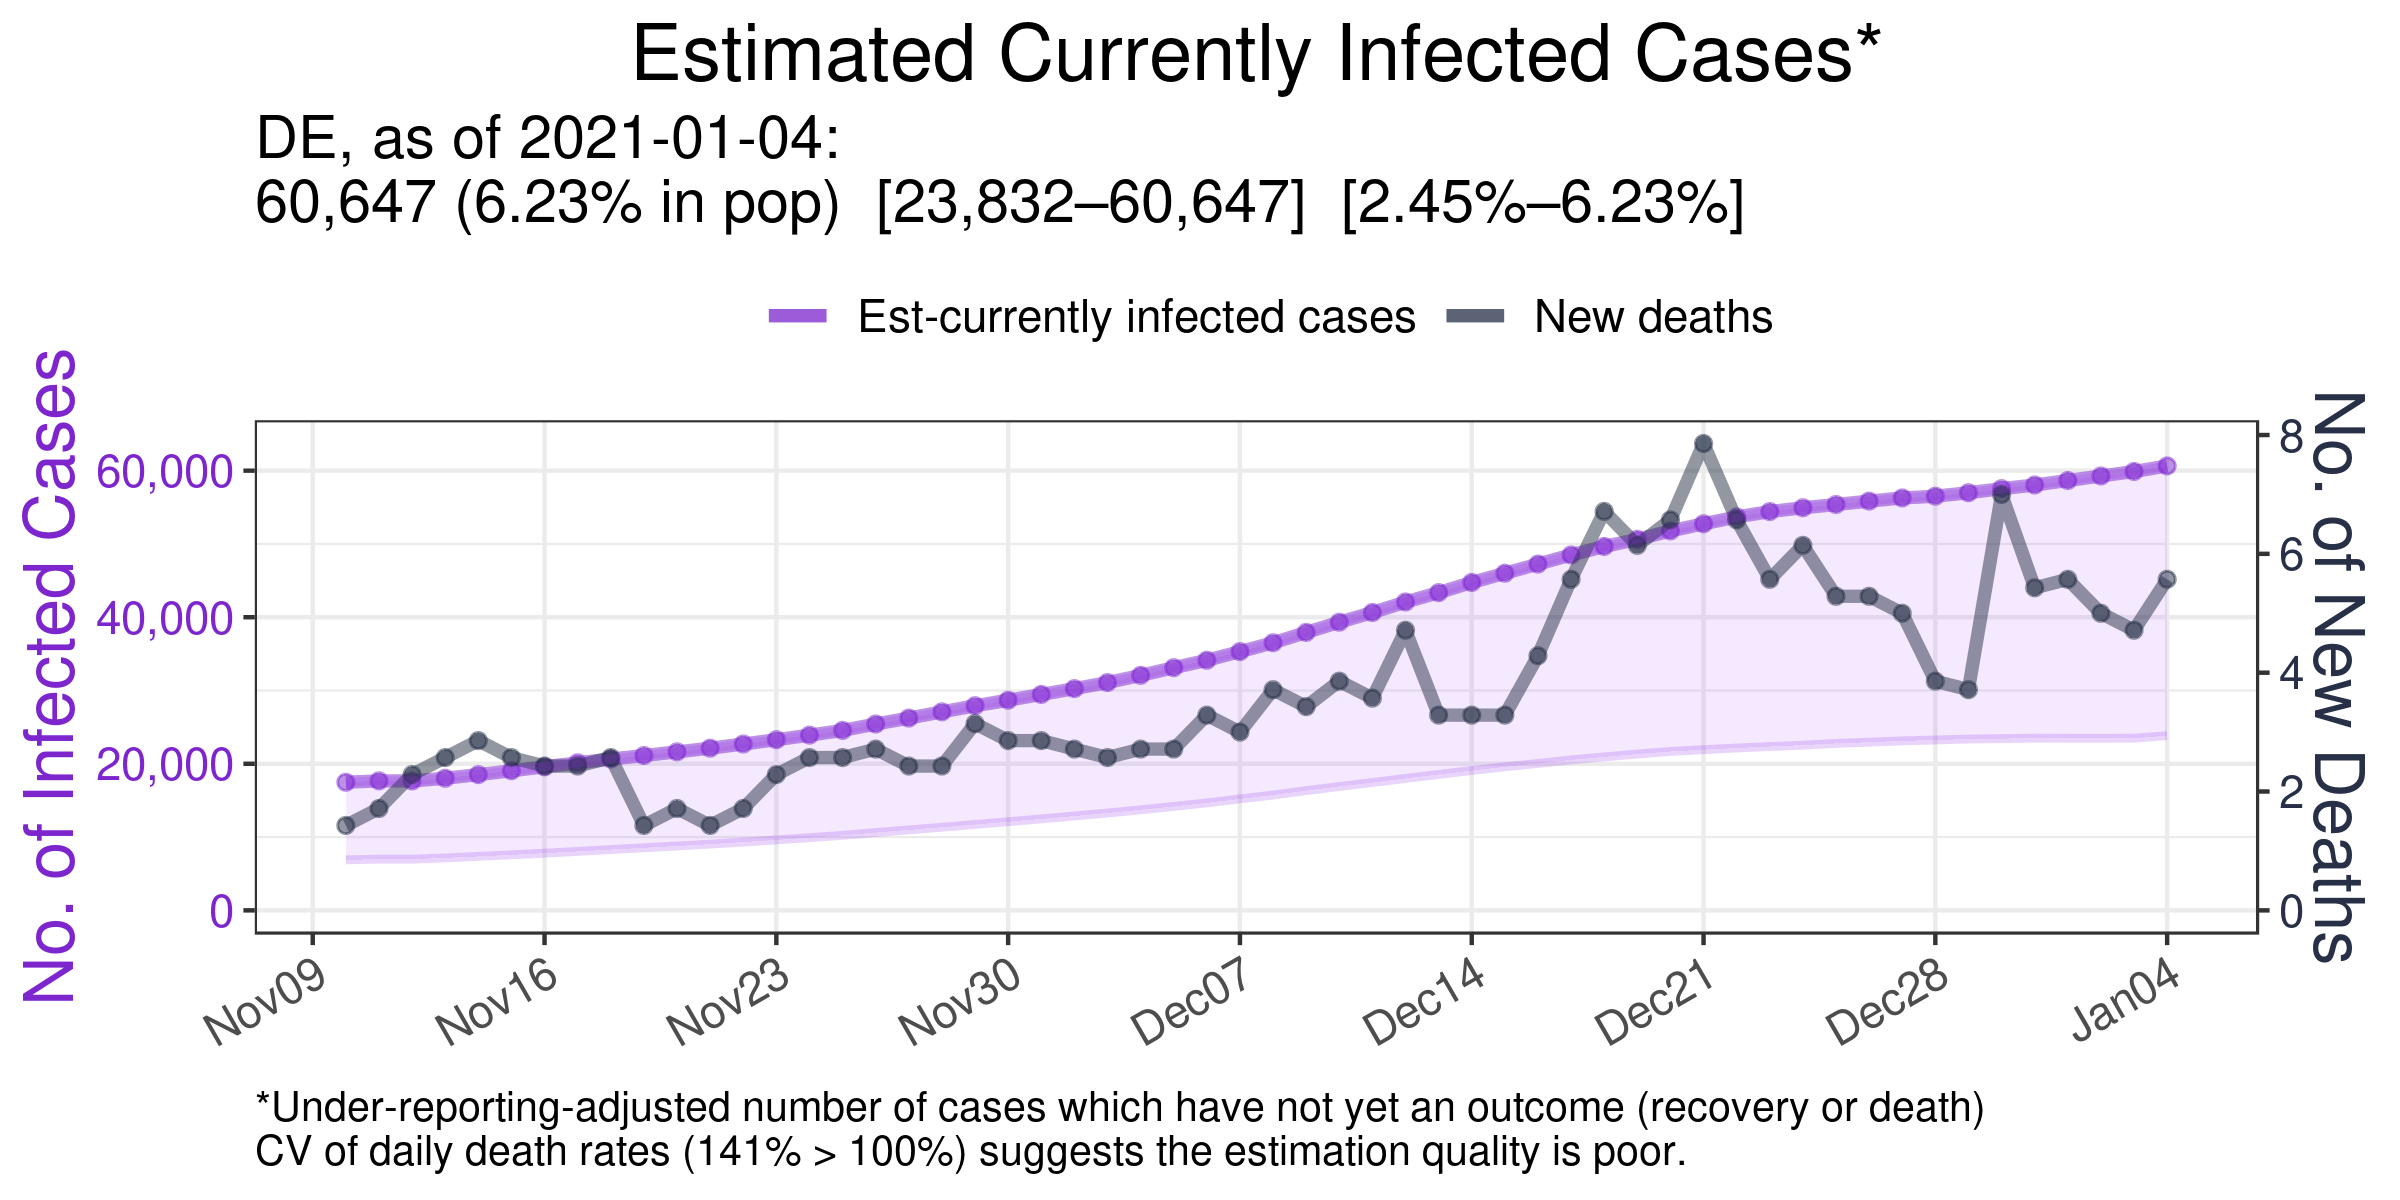 Estimated Currently Infected Cases*
DE, as of 2021-01-04:
60,647 (6.23% in pop)  [23,832–60,647]  [2.45%–6.23%]
Est-currently infected cases
New deaths
No. of Infected Cases
60,000
40,000
20,000
0
8
6
4
2
0
No. of New Deaths
Nov09
Nov16
Nov23
Nov30
Dec07
Dec14
Dec21
Dec28
Jan04
*Under-reporting-adjusted number of cases which have not yet an outcome (recovery or death)
CV of daily death rates (141% > 100%) suggests the estimation quality is poor.